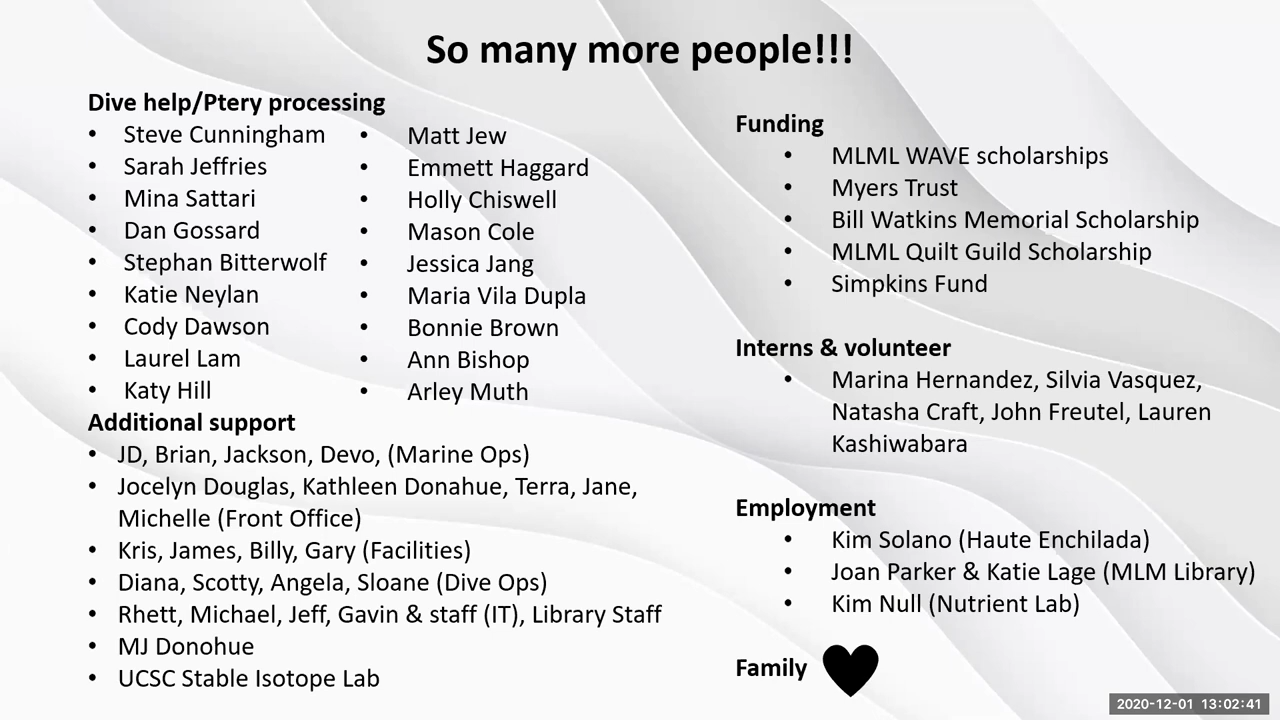 So many more people!!!
Dive help/Ptery processing
• Steve Cunningham
• Sarah Jeffries
• Mina Sattari
• Dan Gossard
• Stephan Bitterwolf
• Katie Neylan
• Cody Dawson
• Laurel Lam
• Katy Hill
• Matt Jew
• Emmett Haggard
• Holly Chiswell
• Mason Cole
• Jessica Jang
• Maria Vila Dupla
• Bonnie Brown
• Ann Bishop
• Arley Muth
Additional support
• JD, Brian, Jackson, Devo, (Marine Ops)
• Jocelyn Douglas, Kathleen Donahue, Terra, Jane,
Michelle (Front Office)
• Kris, James, Billy, Gary (Facilities)
• Diana, Scotty, Angela, Sloane (Dive Ops)
• Rhett, Michael, Jeff, Gavin & staff (IT), Library Staff
• MJ Donohue
• UCSC Stable Isotope Lab
Funding
• MLML WAVE scholarships
• Myers Trust
• Bill Watkins Memorial Scholarship
• MLML Quilt Guild Scholarship
• Simpkins Fund
Interns & volunteer
• Marina Hernandez, Silvia Vasquez,
Natasha Craft, John Freutel, Lauren
Kashiwabara
Employment
• Kim Solano (Haute Enchilada)
• Joan Parker & Katie Lage (MLM Library)
• Kim Null (Nutrient Lab)
Family
2020-12-01 13:02:41